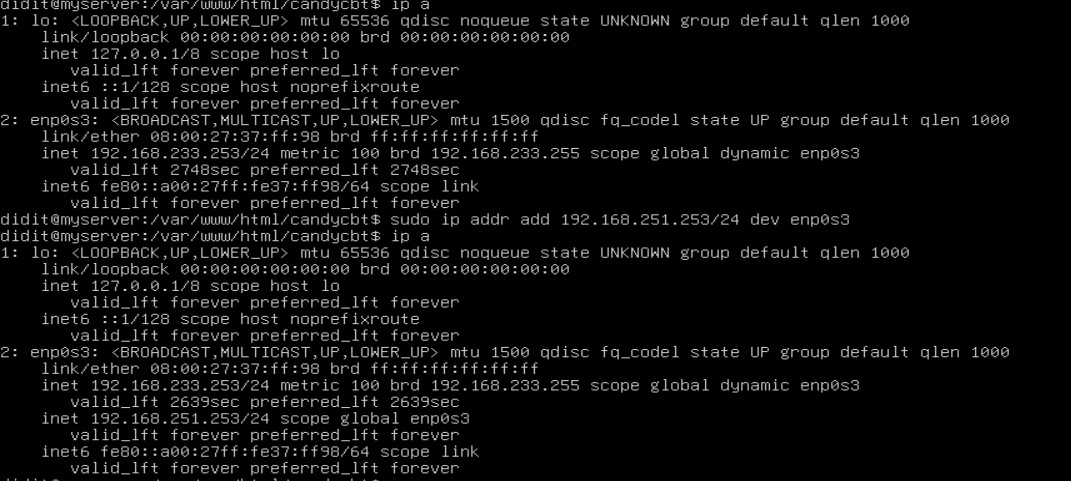 didit@myserver:/var/www/html/candycbt$ ip a
1: lo: <LOOPBACK,UP,LOWER_UP> mtu 65536 qdisc noqueue state UNKNOWN group default qlen 1000
    link/loopback 00:00:00:00:00:00 brd 00:00:00:00:00:00
    inet 127.0.0.1/8 scope host lo
       valid_lft forever preferred_lft forever
    inet6 ::1/128 scope host noprefixroute
       valid_lft forever preferred_lft forever
2: enp0s3: <BROADCAST,MULTICAST,UP,LOWER_UP> mtu 1500 qdisc fq_codel state UP group default qlen 1000
    link/ether 08:00:27:37:ff:98 brd ff:ff:ff:ff:ff:ff
    inet 192.168.233.253/24 metric 100 brd 192.168.233.255 scope global dynamic enp0s3
       valid_lft 2748sec preferred_lft 2748sec
    inet6 fe80::a00:27ff:fe37:ff98/64 scope link
       valid_lft forever preferred_lft forever
didit@myserver:/var/www/html/candycbt$ sudo ip addr add 192.168.251.253/24 dev enp0s3
didit@myserver:/var/www/html/candycbt$ ip a
1: lo: <LOOPBACK,UP,LOWER_UP> mtu 65536 qdisc noqueue state UNKNOWN group default qlen 1000
    link/loopback 00:00:00:00:00:00 brd 00:00:00:00:00:00
    inet 127.0.0.1/8 scope host lo
       valid_lft forever preferred_lft forever
    inet6 ::1/128 scope host noprefixroute
       valid_lft forever preferred_lft forever
2: enp0s3: <BROADCAST,MULTICAST,UP,LOWER_UP> mtu 1500 qdisc fq_codel state UP group default qlen 1000
    link/ether 08:00:27:37:ff:98 brd ff:ff:ff:ff:ff:ff
    inet 192.168.233.253/24 metric 100 brd 192.168.233.255 scope global dynamic enp0s3
       valid_lft 2639sec preferred_lft 2639sec
    inet 192.168.251.253/24 scope global enp0s3
       valid_lft forever preferred_lft forever
    inet6 fe80::a00:27ff:fe37:ff98/64 scope link
       valid_lft forever preferred_lft forever